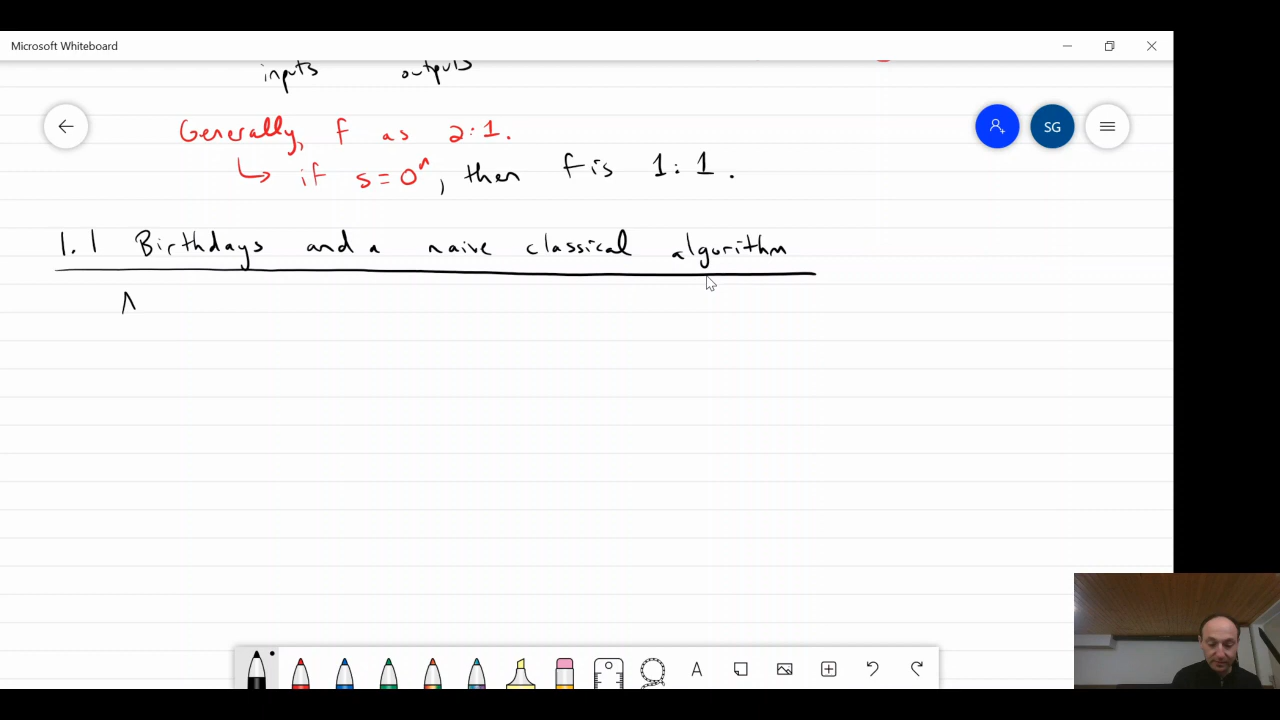 Microsoft Whiteboard
inputs outputs
Generally, f as 2:1.
↳ if s=0ⁿ, then f is 1:1.
SG
1.1 Birthdays and a naive classical algorithm
A